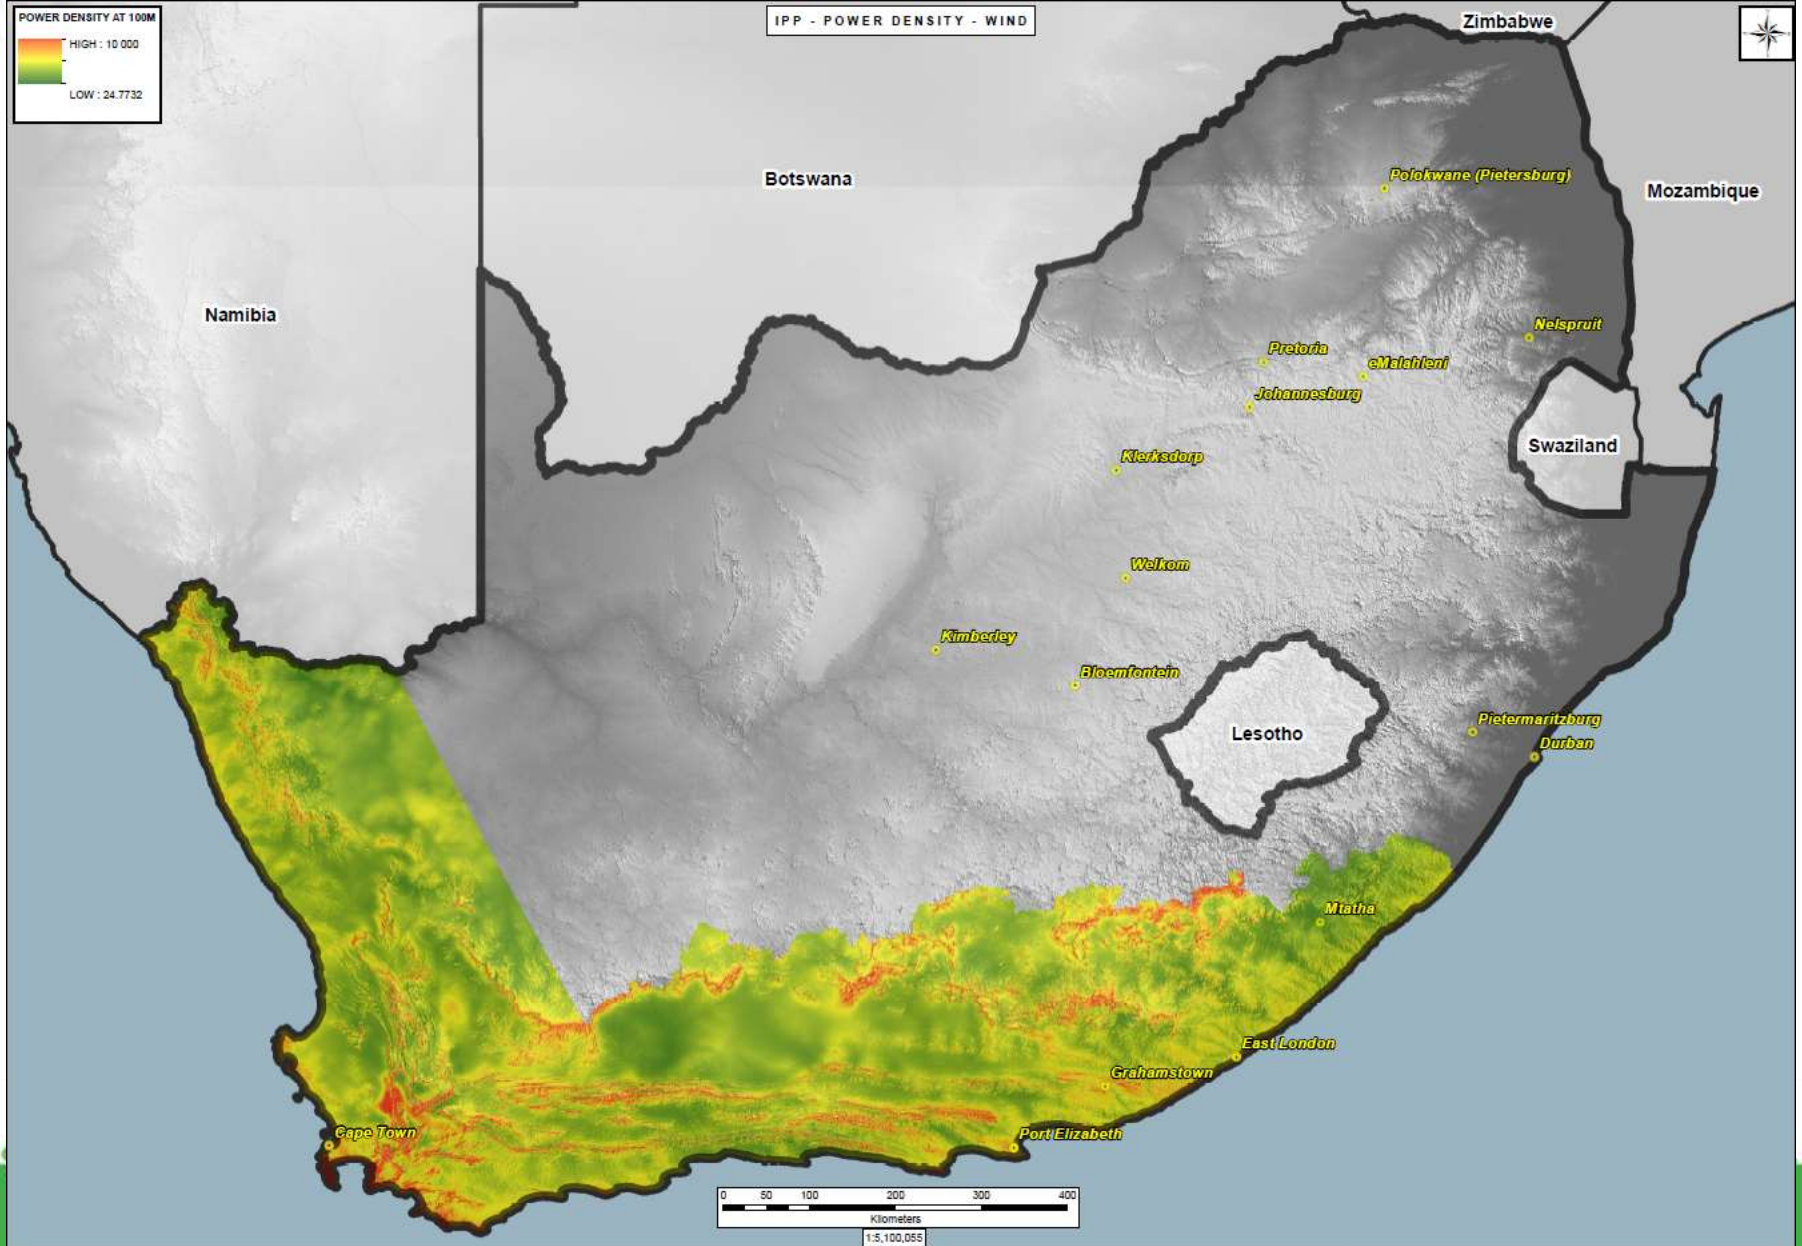 POWER DENSITY AT 100M
HIGH : 10 000
LOW : 24.7732
IPP - POWER DENSITY - WIND
Zimbabwe
Botswana
Polokwane (Pietersburg)
Mozambique
Namibia
Nelspruit
Pretoria
eMalahleni
Johannesburg
Swaziland
Klerksdorp
Welkom
Kimberley
Bloemfontein
Lesotho
Pietermaritzburg
Durban
Mtatha
East London
Grahamstown
Cape Town
Port Elizabeth
0 50 100 200 300 400
Kilometers
1:5,100,055